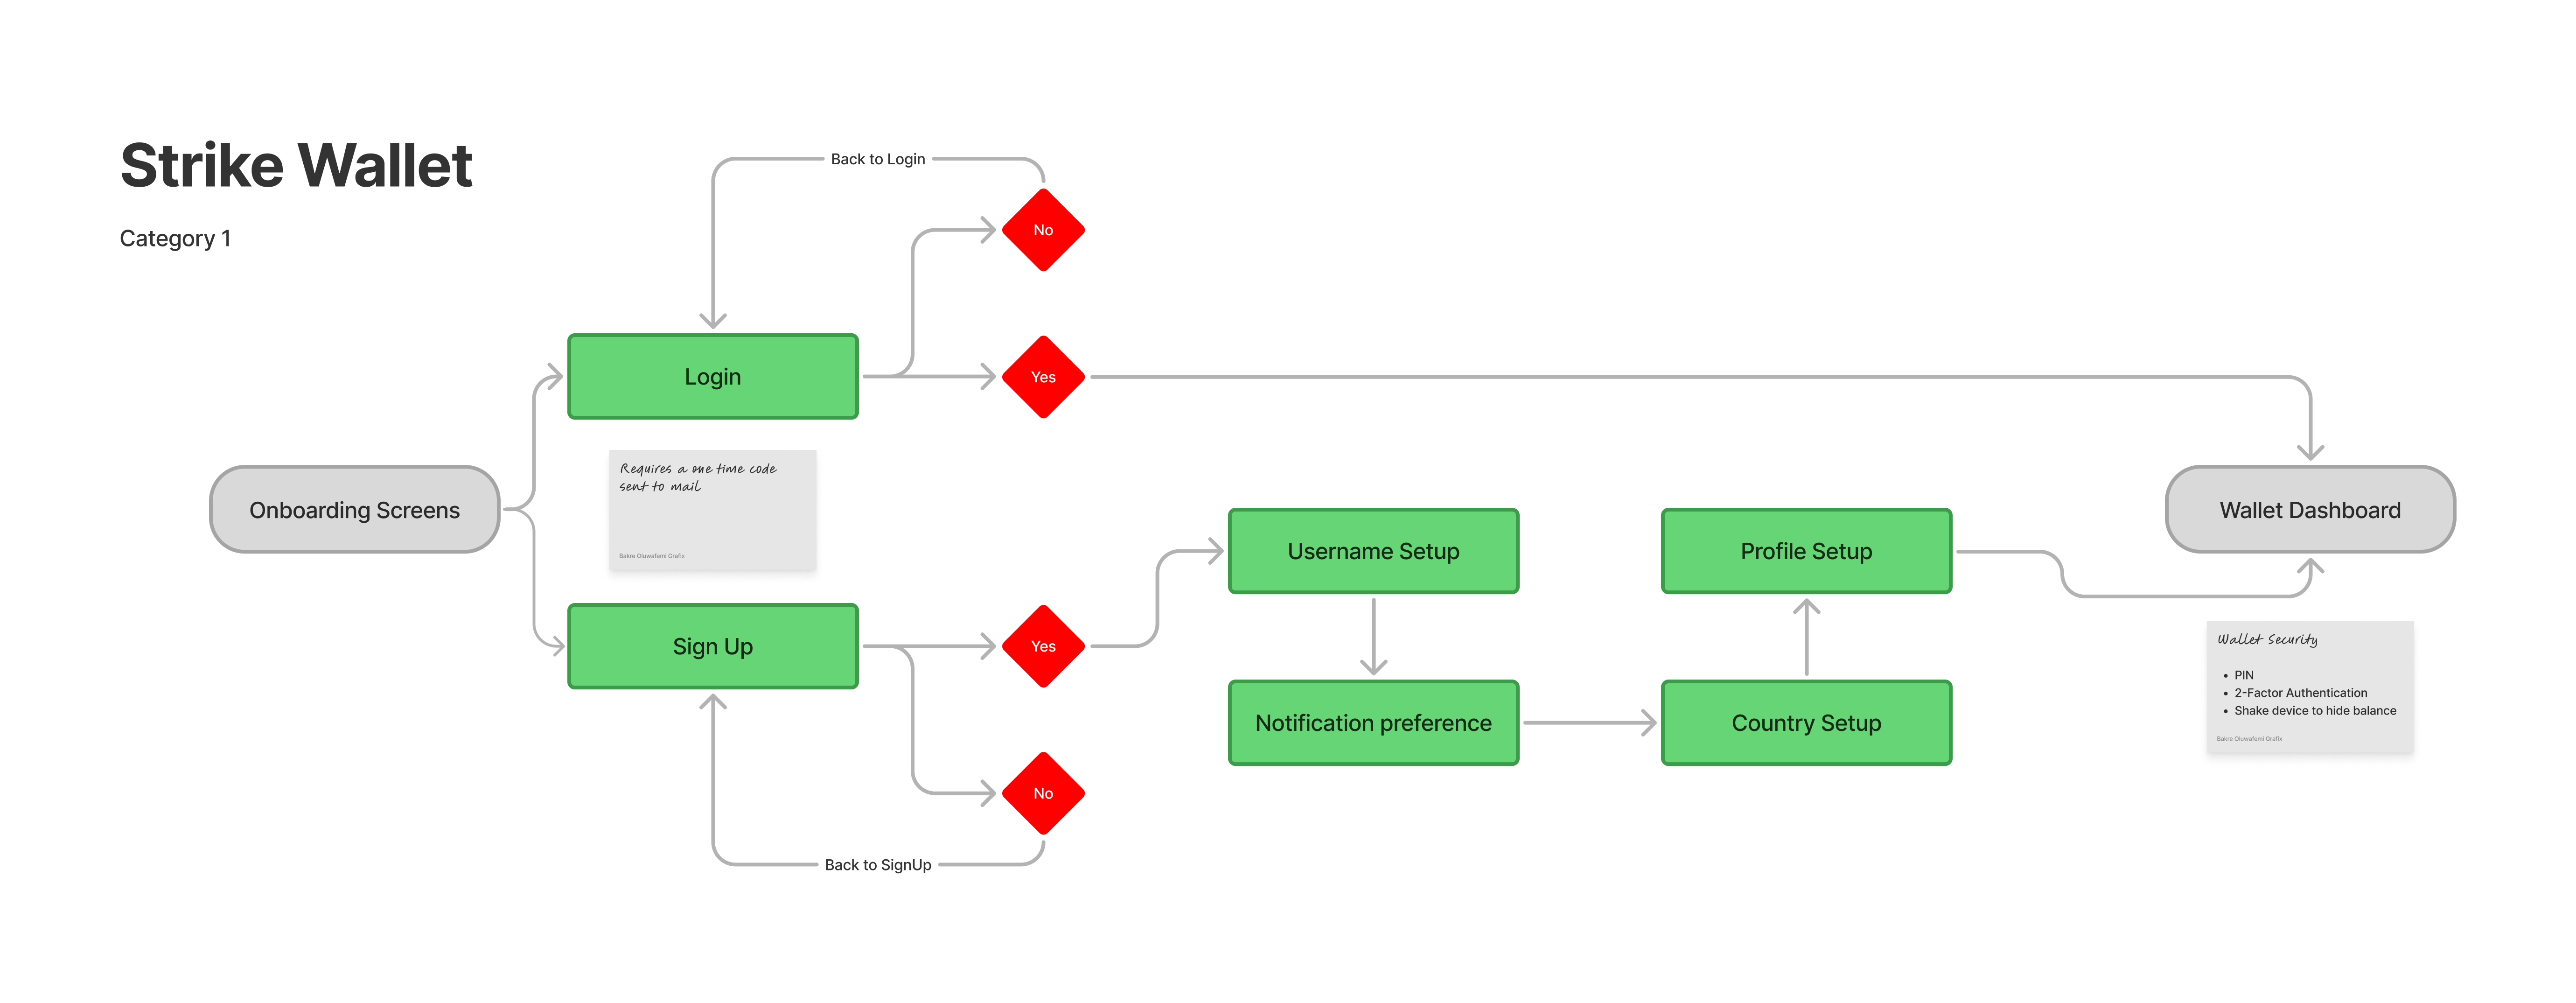 Strike Wallet
Category 1
Back to Login
No
Login
Yes
Requires a one time code
sent to mail
Bakre Oluwafemi Grafix
Onboarding Screens
Wallet Dashboard
Username Setup
Profile Setup
Sign Up
Yes
Notification preference
Country Setup
Wallet Security
• PIN
• 2-Factor Authentication
• Shake device to hide balance
Bakre Oluwafemi Grafix
No
Back to SignUp